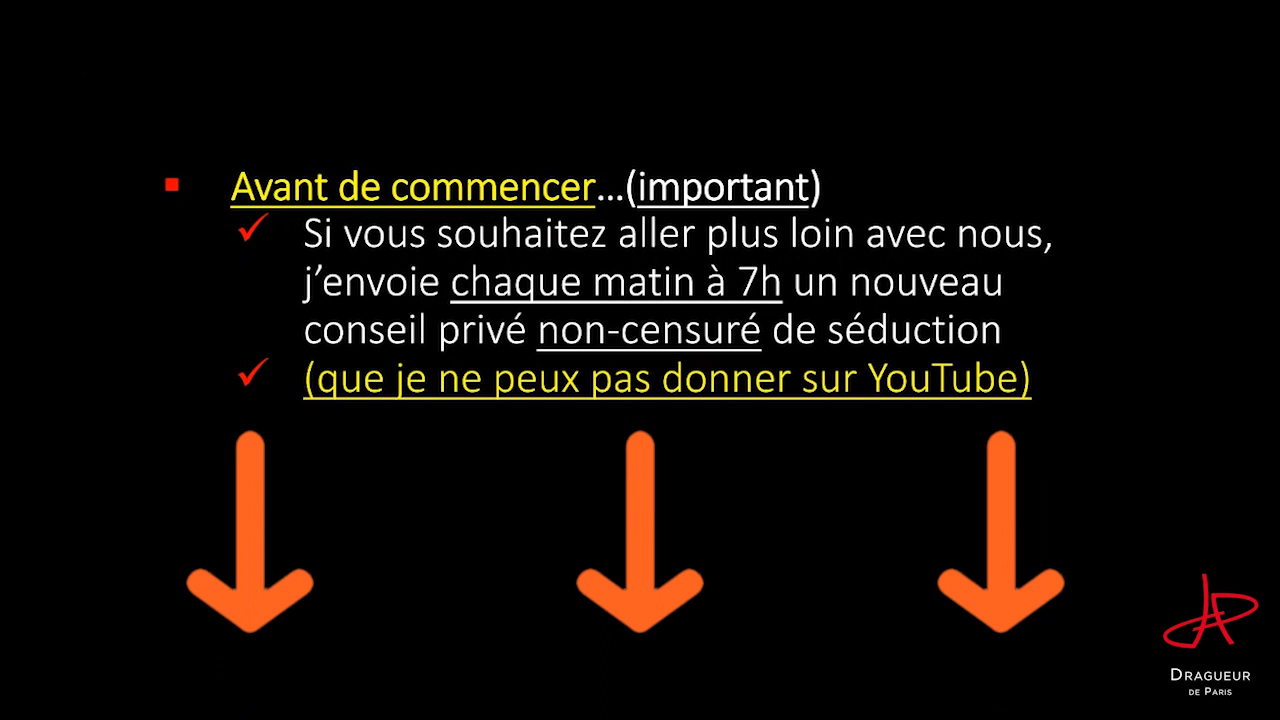 Avant de commencer...(important)
Si vous souhaitez aller plus loin avec nous,
j’envoie chaque matin à 7h un nouveau
conseil privé non-censuré de séduction
(que je ne peux pas donner sur YouTube)
DRAGUEUR
DE PARIS